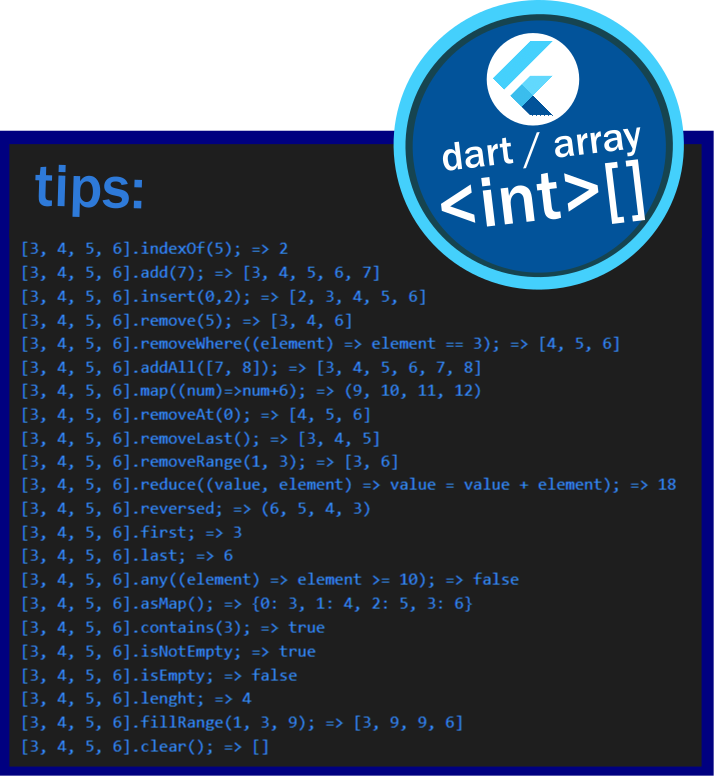 dart / array
<int>[]
tips:
[3, 4, 5, 6].indexOf(5); => 2
[3, 4, 5, 6].add(7); => [3, 4, 5, 6, 7]
[3, 4, 5, 6].insert(0,2); => [2, 3, 4, 5, 6]
[3, 4, 5, 6].remove(5); => [3, 4, 6]
[3, 4, 5, 6].removeWhere((element) => element == 3); => [4, 5, 6]
[3, 4, 5, 6].addAll([7, 8]); => [3, 4, 5, 6, 7, 8]
[3, 4, 5, 6].map((num)=>num+6); => (9, 10, 11, 12)
[3, 4, 5, 6].removeAt(0); => [4, 5, 6]
[3, 4, 5, 6].removeLast(); => [3, 4, 5]
[3, 4, 5, 6].removeRange(1, 3); => [3, 6]
[3, 4, 5, 6].reduce((value, element) => value = value + element); => 18
[3, 4, 5, 6].reversed; => (6, 5, 4, 3)
[3, 4, 5, 6].first; => 3
[3, 4, 5, 6].last; => 6
[3, 4, 5, 6].any((element) => element >= 10); => false
[3, 4, 5, 6].asMap(); => {0: 3, 1: 4, 2: 5, 3: 6}
[3, 4, 5, 6].contains(3); => true
[3, 4, 5, 6].isNotEmpty; => true
[3, 4, 5, 6].isEmpty; => false
[3, 4, 5, 6].lenght; => 4
[3, 4, 5, 6].fillRange(1, 3, 9); => [3, 9, 9, 6]
[3, 4, 5, 6].clear(); => []